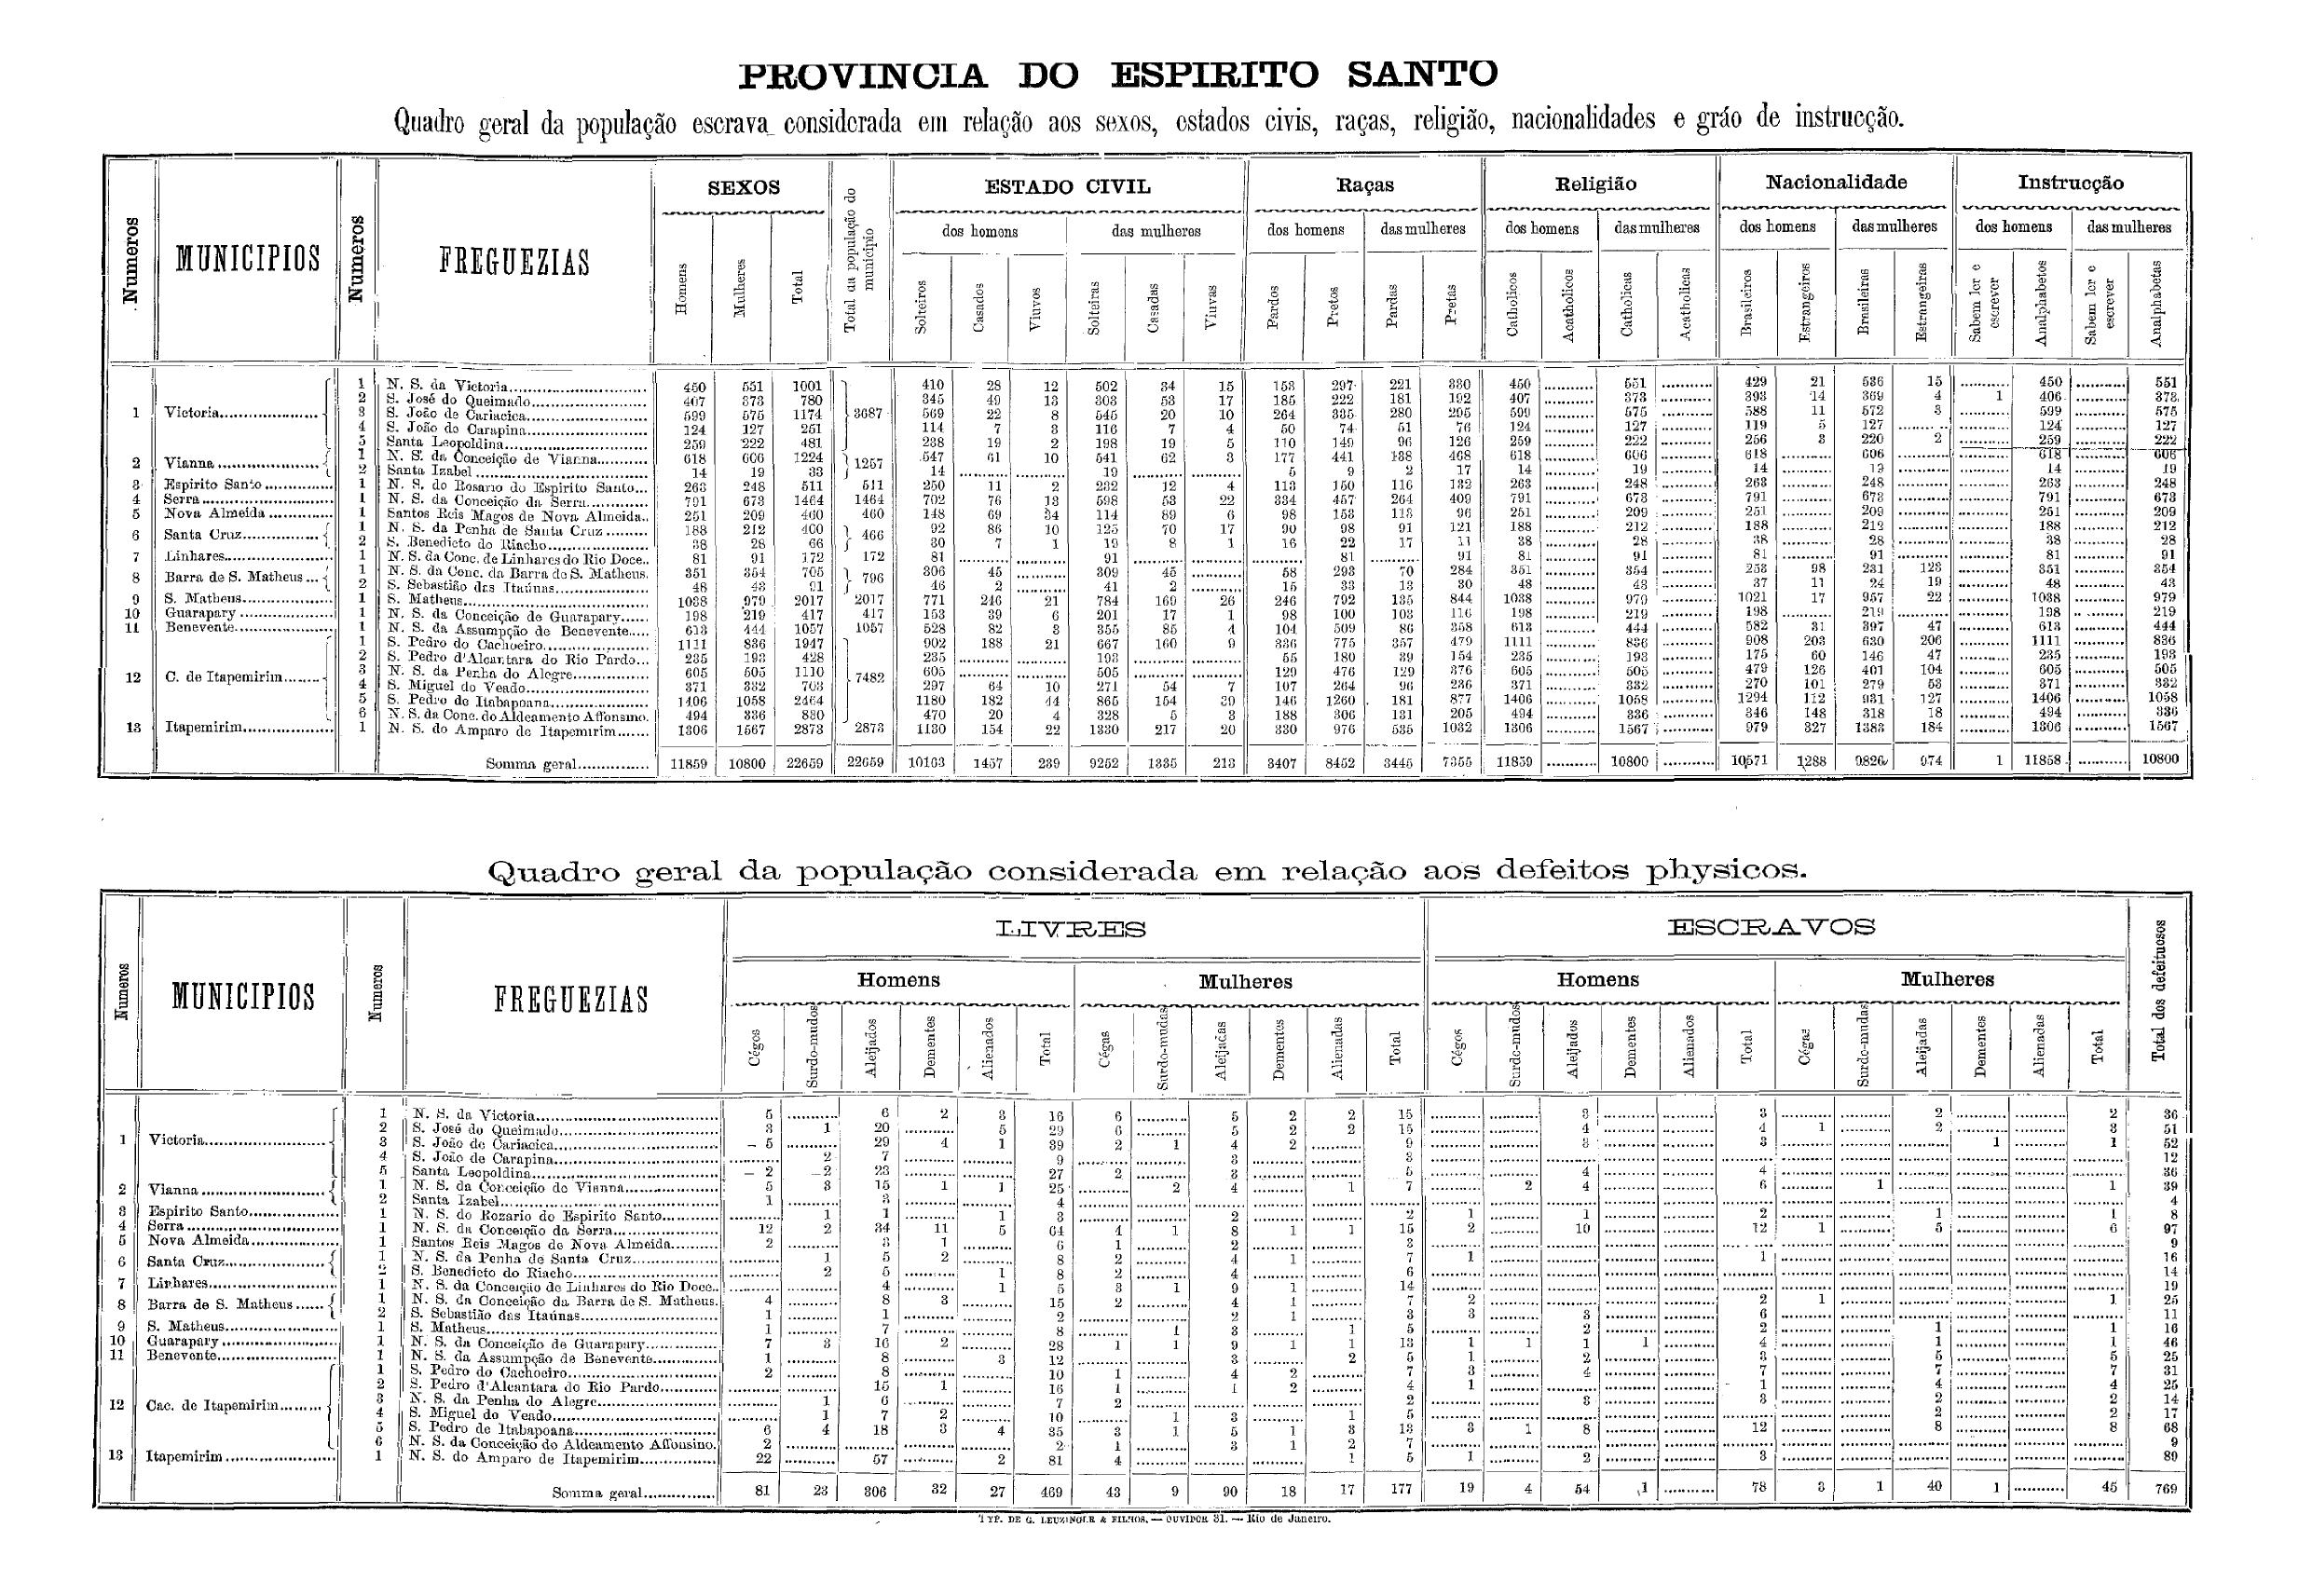 PROVINCIA DO ESPIRITO SANTO
Quadro geral da população escrava considerada em relação aos sexos, estados civis, raças, religião, nacionalidades e gráo de instrucção.
Numeros MUNICIPIOS Numeros FREGUEZIAS SEXOS Total da população do municipio ESTADO CIVIL Raças Religião Nacionalidade Instrucção
dos homens das mulheres dos homens das mulheres dos homens das mulheres dos homens das mulheres dos homens das mulheres
Homens Mulheres Total Solteiros Casados Viuvos Solteiras Casadas Viuvas Pardos Pretos Pardas Pretas Catholicos Acatholicos Catholicas Acatholicas Brasileiros Estrangeiros Brasileiras Estrangeiras Sabem ler e escrever Analphabetos Sabem ler e escrever Analphabetas
1 Victoria 1 N. S. da Victoria 450 551 1001 3687 410 28 12 502 34 15 153 297 221 330 450 551 429 21 536 15 450 551
2 S. José do Queimado 407 373 780 345 49 13 303 53 17 185 222 181 192 407 373 393 14 369 4 1 406 373
3 S. João de Cariacica 599 575 1174 569 22 8 545 20 10 264 335 280 295 599 575 588 11 572 3 599 575
4 S. João de Carapina 124 127 251 114 7 3 116 7 4 50 74 51 76 124 127 119 5 127 124 127
5 Santa Leopoldina 259 222 481 238 19 2 198 19 5 110 149 96 126 259 222 256 3 220 2 259 222
2 Vianna 1 N. S. da Conceição de Vianna 618 606 1224 1257 547 61 10 541 62 3 177 441 138 468 618 606 618 606 618 606
2 Santa Izabel 14 19 33 14 19 5 9 2 17 14 19 14 19 14 19
3 Espirito Santo 1 N. S. do Rosario do Espirito Santo 263 248 511 511 250 11 2 232 12 4 113 150 116 132 263 248 263 248 263 248
4 Serra 1 N. S. da Conceição da Serra 791 673 1464 1464 702 76 13 598 53 22 334 457 264 409 791 673 791 673 791 673
5 Nova Almeida 1 Santos Reis Magos de Nova Almeida 251 209 460 460 148 69 34 114 89 6 98 153 113 96 251 209 251 209 251 209
6 Santa Cruz 1 N. S. da Penha de Santa Cruz 188 212 400 466 92 86 10 125 70 17 90 98 91 121 188 212 188 212 188 212
2 S. Benedicto do Riacho 38 28 66 30 7 1 19 8 1 16 22 17 11 38 28 38 28 38 28
7 Linhares 1 N. S. da Conc. de Linhares do Rio Doce 81 91 172 172 81 91 81 91 81 91 81 91 81 91
8 Barra de S. Matheus 1 N. S. da Conc. da Barra de S. Matheus 351 354 705 796 306 45 309 45 58 293 70 284 351 354 253 98 231 123 351 354
2 S. Sebastião das Itaúnas 48 43 91 46 2 41 2 15 33 13 30 48 43 37 11 24 19 48 43
9 S. Matheus 1 S. Matheus 1038 979 2017 2017 771 246 21 784 169 26 246 792 135 844 1038 979 1021 17 957 22 1038 979
10 Guarapary 1 N. S. da Conceição de Guarapary 198 219 417 417 153 39 6 201 17 1 98 100 103 116 198 219 198 219 198 219
11 Benevente 1 N. S. da Assumpção de Benevente 613 444 1057 1057 528 82 3 355 85 4 104 509 86 358 613 444 582 31 397 47 613 444
12 C. de Itapemirim 1 S. Pedro do Cachoeiro 1111 836 1947 7482 902 188 21 667 160 9 336 775 357 479 1111 836 908 203 630 206 1111 836
2 S. Pedro d'Alcantara do Rio Pardo 235 193 428 235 193 55 180 39 154 235 193 175 60 146 47 235 193
3 N. S. da Penha do Alegre 605 505 1110 605 505 129 476 129 376 605 505 479 126 401 104 605 505
4 S. Miguel do Veado 371 332 703 297 64 10 271 54 7 107 264 96 236 371 332 270 101 279 53 371 332
5 S. Pedro de Itabapoana 1406 1058 2464 1180 182 44 865 154 39 146 1260 181 877 1406 1058 1294 112 931 127 1406 1058
6 N. S. da Conc. do Aldeamento Affonsino 494 336 830 470 20 4 328 5 3 188 306 131 205 494 336 346 148 318 18 494 336
13 Itapemirim 1 N. S. do Amparo de Itapemirim 1306 1567 2873 2873 1130 154 22 1330 217 20 330 976 535 1032 1306 1567 979 327 1383 184 1306 1567
Somma geral 11859 10800 22659 22659 10163 1457 239 9252 1335 213 3407 8452 3445 7355 11859 10800 10571 1288 9826 974 1 11858 10800
Quadro geral da população considerada em relação aos defeitos physicos.
Numeros MUNICIPIOS Numeros FREGUEZIAS LIVRES ESCRAVOS Total dos defeituosos
Homens Mulheres Homens Mulheres
Cégos Surdo-mudos Aleijados Dementes Alienados Total Cégas Surdo-mudas Aleijadas Dementes Alienadas Total Cégos Surdo-mudos Aleijados Dementes Alienados Total Cégas Surdo-mudas Aleijadas Dementes Alienadas Total
1 Victoria 1 N. S. da Victoria 5 6 2 3 16 6 5 2 2 15 3 3 2 2 36
2 S. José do Queimado 3 1 20 5 29 6 5 2 2 15 4 4 1 2 3 51
3 S. João de Cariacica 5 29 4 1 39 2 1 4 2 9 3 3 1 1 52
4 S. João de Carapina 2 7 9 3 3 12
5 Santa Leopoldina 2 2 23 27 2 3 5 4 4 36
2 Vianna 1 N. S. da Conceição de Vianna 5 3 15 1 1 25 2 4 1 7 2 4 6 1 1 39
2 Santa Izabel 1 3 4 4
3 Espirito Santo 1 N. S. do Rozario do Espirito Santo 1 1 1 3 2 2 1 1 2 1 1 8
4 Serra 1 N. S. da Conceição da Serra 12 2 34 11 5 64 4 1 8 1 1 15 2 10 12 1 5 6 97
5 Nova Almeida 1 Santos Reis Magos de Nova Almeida 2 3 1 6 1 2 3 9
6 Santa Cruz 1 N. S. da Penha de Santa Cruz 1 5 2 8 2 4 1 7 1 1 16
2 S. Benedicto do Riacho 2 5 1 8 2 4 6 14
7 Linhares 1 N. S. da Conceição de Linhares do Rio Doce 4 1 5 3 1 9 1 14 19
8 Barra de S. Matheus 1 N. S. da Conceição da Barra de S. Matheus 4 8 3 15 2 4 1 7 2 2 1 1 25
2 S. Sebastião das Itaúnas 1 1 2 2 1 3 3 3 6 11
9 S. Matheus 1 S. Matheus 1 7 8 1 3 1 5 2 2 1 1 16
10 Guarapary 1 N. S. da Conceição de Guarapary 7 3 16 2 28 1 1 9 1 1 13 1 1 1 1 4 1 1 46
11 Benevente 1 N. S. da Assumpção de Benevente 1 8 3 12 3 2 5 1 2 3 5 5 25
12 Cac. de Itapemirim 1 S. Pedro do Cachoeiro 2 8 10 1 4 2 7 3 4 7 7 7 31
2 S. Pedro d'Alcantara do Rio Pardo 15 1 16 1 1 2 4 1 1 4 4 25
3 N. S. da Penha do Alegre 1 6 7 2 2 3 3 2 2 14
4 S. Miguel do Veado 1 7 2 10 1 3 1 5 2 2 17
5 S. Pedro de Itabapoana 6 4 18 3 4 35 3 1 5 1 3 13 3 1 8 12 8 8 68
6 N. S. da Conceição do Aldeamento Affonsino 2 2 1 3 1 2 7 9
13 Itapemirim 1 N. S. do Amparo de Itapemirim 22 57 2 81 4 1 5 1 2 3 89
Somma geral 81 23 306 32 27 469 43 9 90 18 17 177 19 4 54 1 78 3 1 40 1 45 769
TYP. DE G. LEUZINGER & FILHOS. — OUVIDOR 31. — Rio de Janeiro.